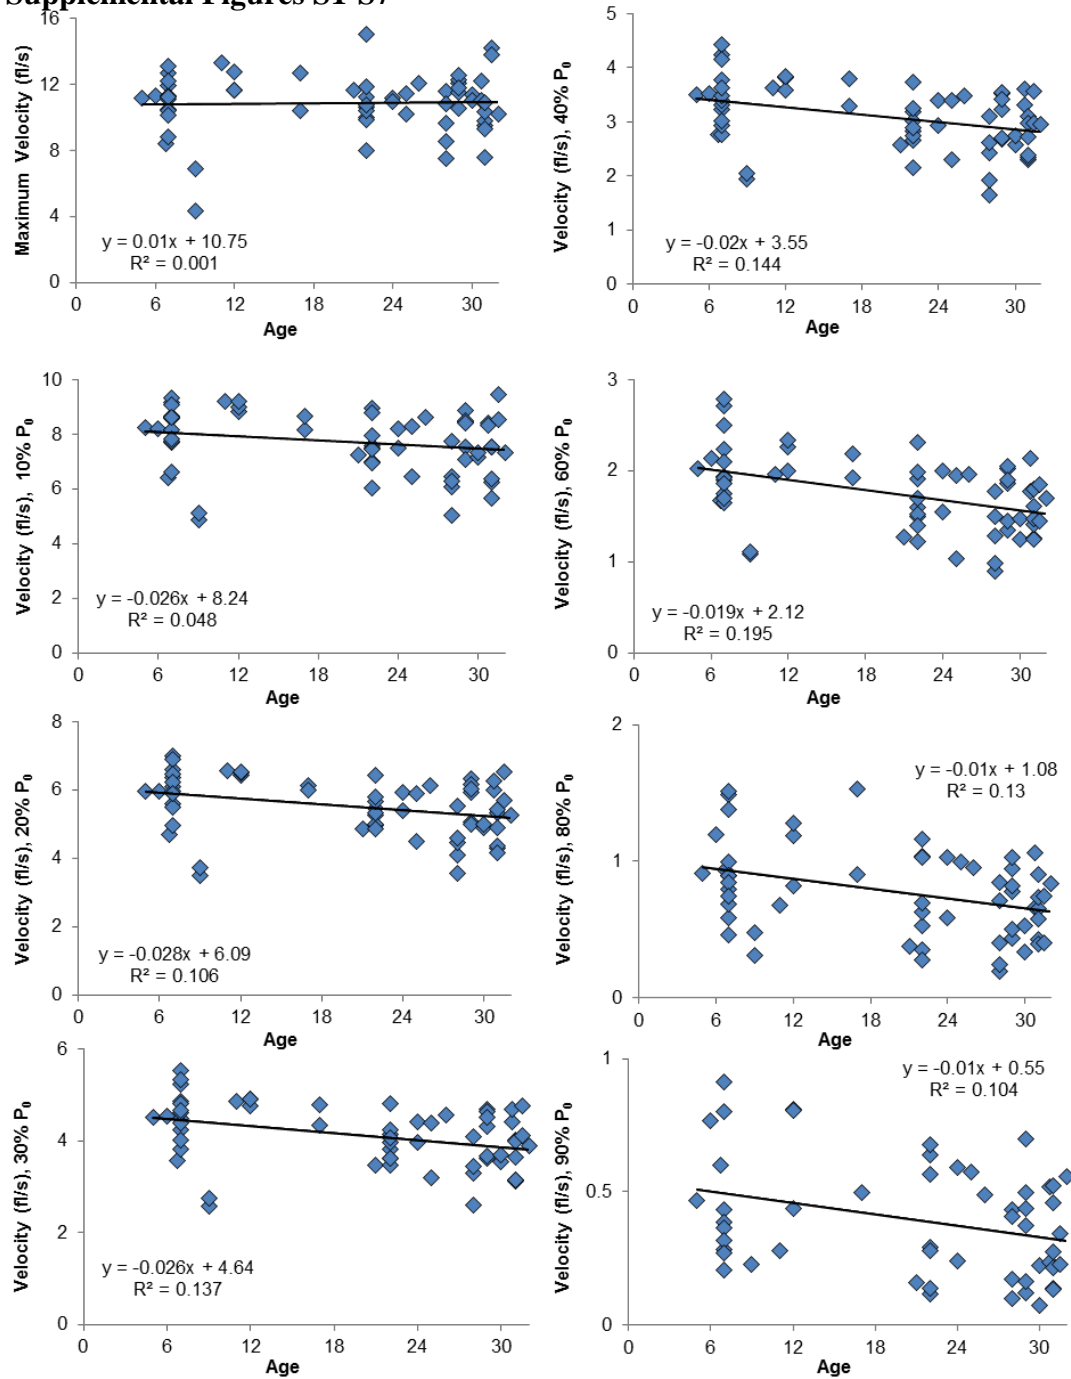 Supplemental Figures S1-S7
16
12
8
4
0
0 6 12 18 24 30
Maximum Velocity (fl/s)
Age
y = 0.01x + 10.75
R² = 0.001
5
4
3
2
1
0
0 6 12 18 24 30
Velocity (fl/s), 40% P₀
Age
y = -0.02x + 3.55
R² = 0.144
10
8
6
4
2
0
0 6 12 18 24 30
Velocity (fl/s), 10% P₀
Age
y = -0.026x + 8.24
R² = 0.048
3
2
1
0
0 6 12 18 24 30
Velocity (fl/s), 60% P₀
Age
y = -0.019x + 2.12
R² = 0.195
8
6
4
2
0
0 6 12 18 24 30
Velocity (fl/s), 20% P₀
Age
y = -0.028x + 6.09
R² = 0.106
2
1
0
0 6 12 18 24 30
Velocity (fl/s), 80% P₀
Age
y = -0.01x + 1.08
R² = 0.13
6
4
2
0
0 6 12 18 24 30
Velocity (fl/s), 30% P₀
Age
y = -0.026x + 4.64
R² = 0.137
1
0.5
0
0 6 12 18 24 30
Velocity (fl/s), 90% P₀
Age
y = -0.01x + 0.55
R² = 0.104